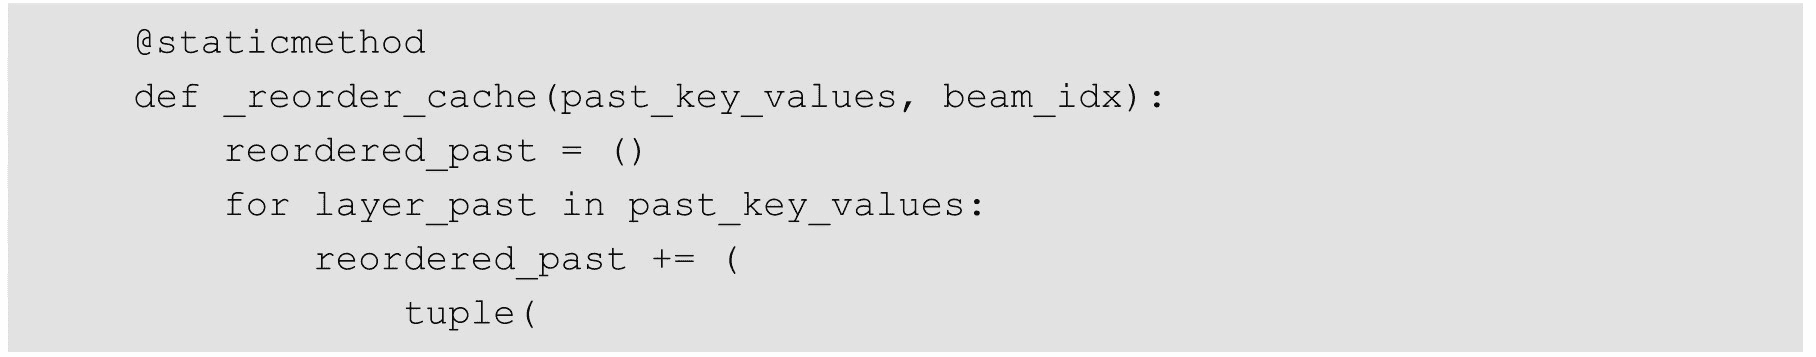 @staticmethod
def _reorder_cache(past_key_values, beam_idx):
reordered_past = ()
for layer_past in past_key_values:
reordered_past += (
tuple(